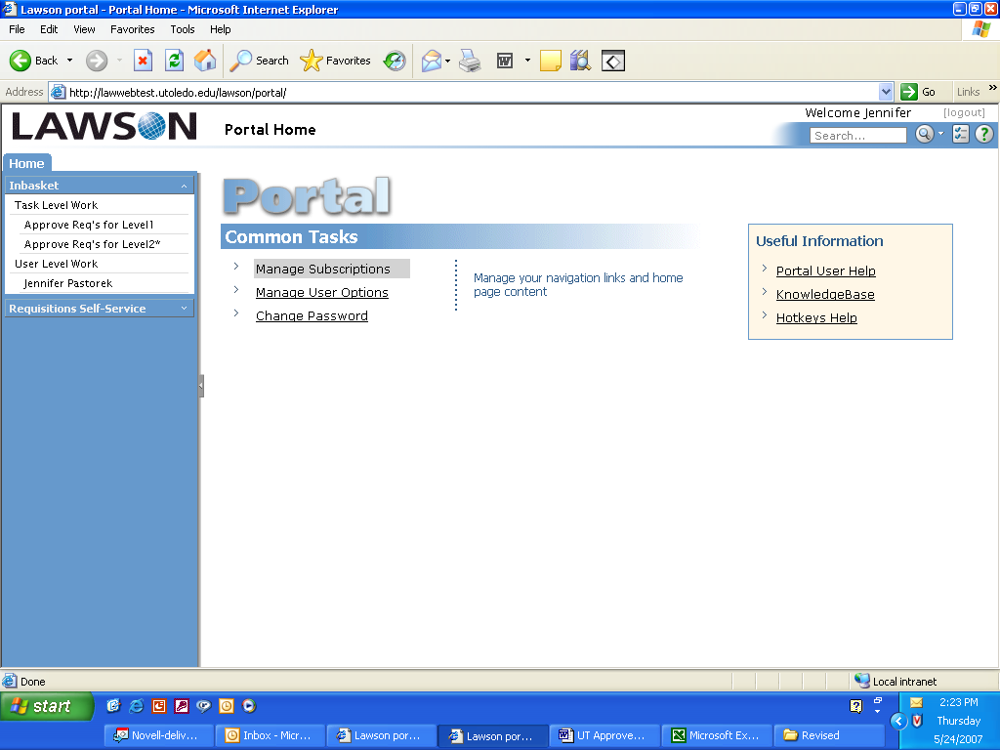 Lawson portal - Portal Home - Microsoft Internet Explorer
File Edit View Favorites Tools Help
Back Search Favorites
Address http://lawwebtest.utoledo.edu/lawson/portal/ Go Links »
LAWSON Portal Home Welcome Jennifer [logout]
Search...
Home
Inbasket
Task Level Work
Approve Req's for Level1
Approve Req's for Level2*
User Level Work
Jennifer Pastorek
Requisitions Self-Service
Portal
Common Tasks
Manage Subscriptions
Manage User Options
Change Password
Manage your navigation links and home
page content
Useful Information
Portal User Help
KnowledgeBase
Hotkeys Help
Done Local intranet
start
Novell-deliv... Inbox - Micr... Lawson por... Lawson por... UT Approve... Microsoft Ex... Revised
2:23 PM
Thursday
5/24/2007